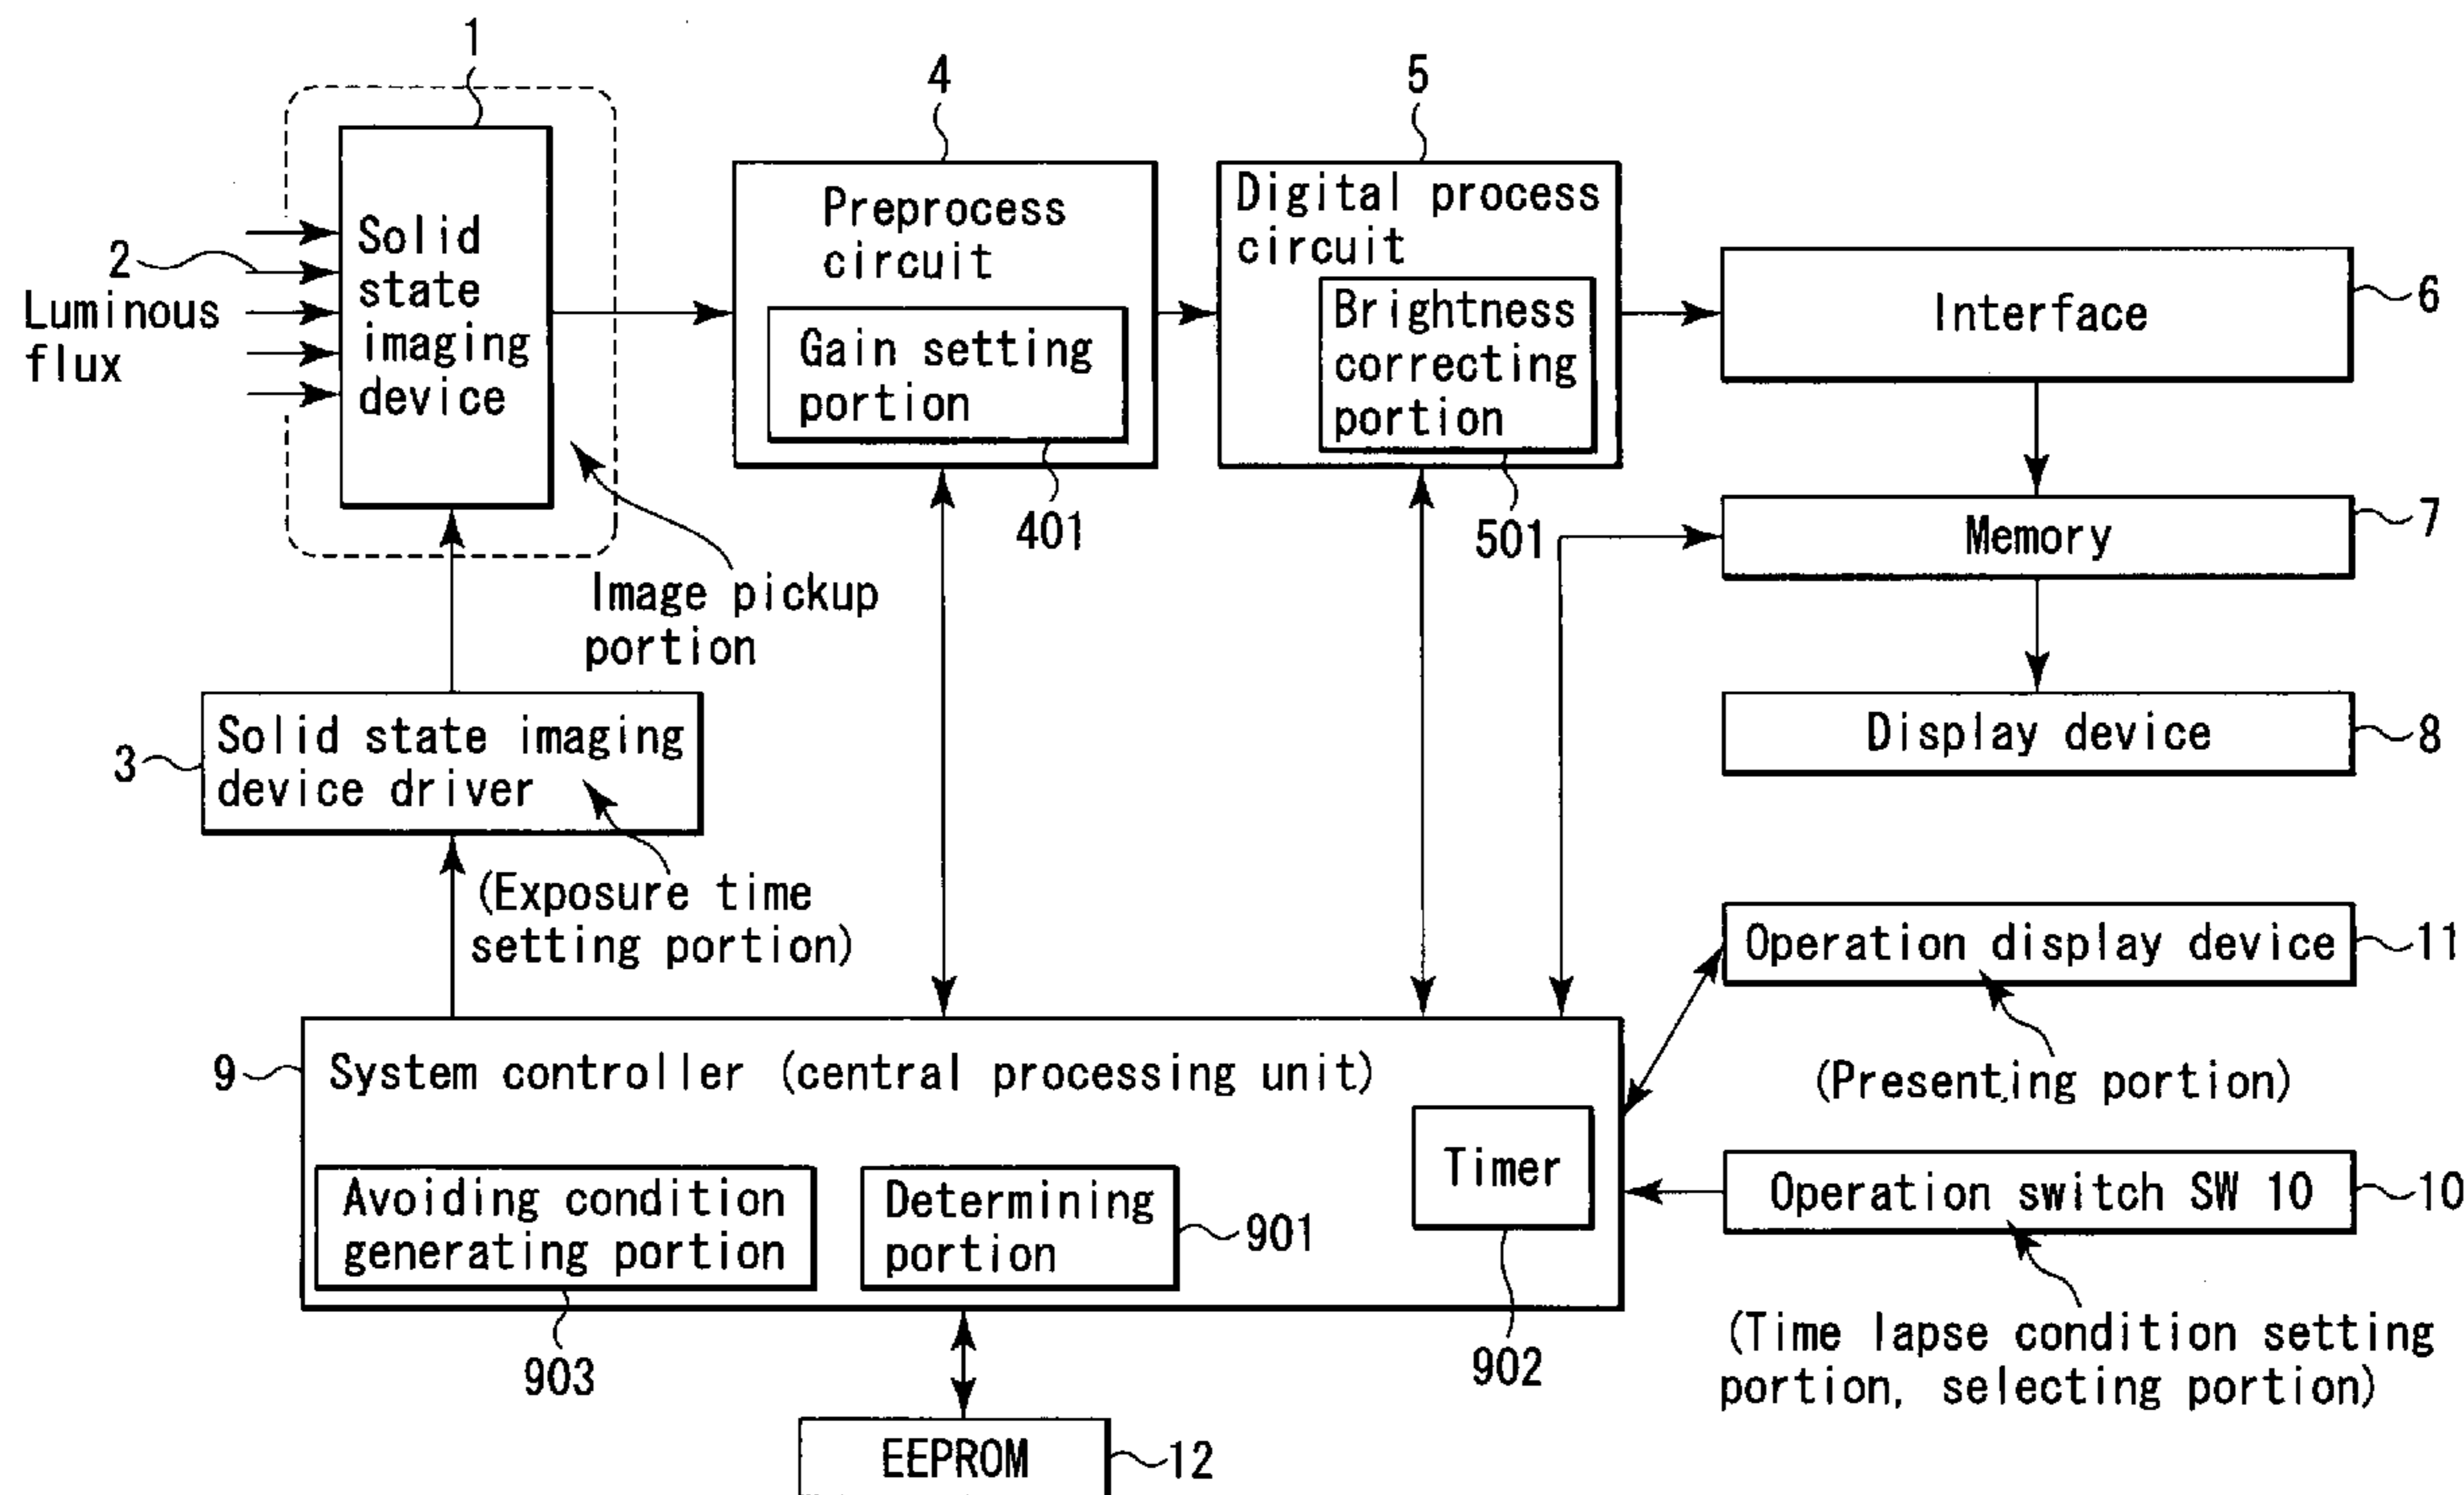 1
4
5
Solid
state
imaging
device
2
Luminous
flux
Preprocess
circuit
Gain setting
portion
401
Digital process
circuit
Brightness
correcting
portion
501
Interface
6
Memory
7
Display device
8
Image pickup
portion
3
Solid state imaging
device driver
(Exposure time
setting portion)
Operation display device
11
(Presenting portion)
9
System controller (central processing unit)
Timer
902
Avoiding condition
generating portion
903
Determining
portion
901
Operation switch SW 10
10
(Time lapse condition setting
portion, selecting portion)
EEPROM
12